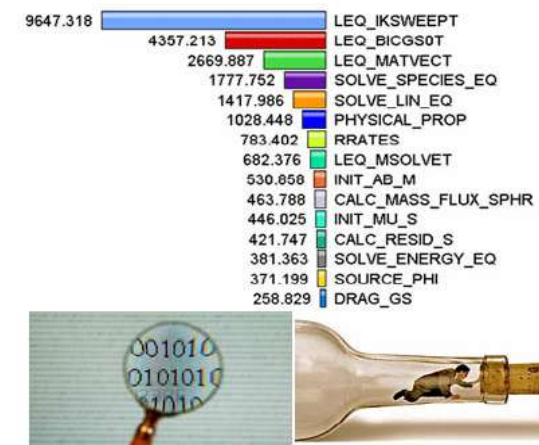 9647.318 LEQ_IKSWEEPT
4357.213 LEQ_BICGS0T
2669.887 LEQ_MATVECT
1777.752 SOLVE_SPECIES_EQ
1417.986 SOLVE_LIN_EQ
1028.448 PHYSICAL_PROP
783.402 RRATES
682.376 LEQ_MSOLVET
530.858 INIT_AB_M
463.788 CALC_MASS_FLUX_SPHR
446.025 INIT_MU_S
421.747 CALC_RESID_S
381.363 SOLVE_ENERGY_EQ
371.199 SOURCE_PHI
258.829 DRAG_GS
001010
0101010
1010